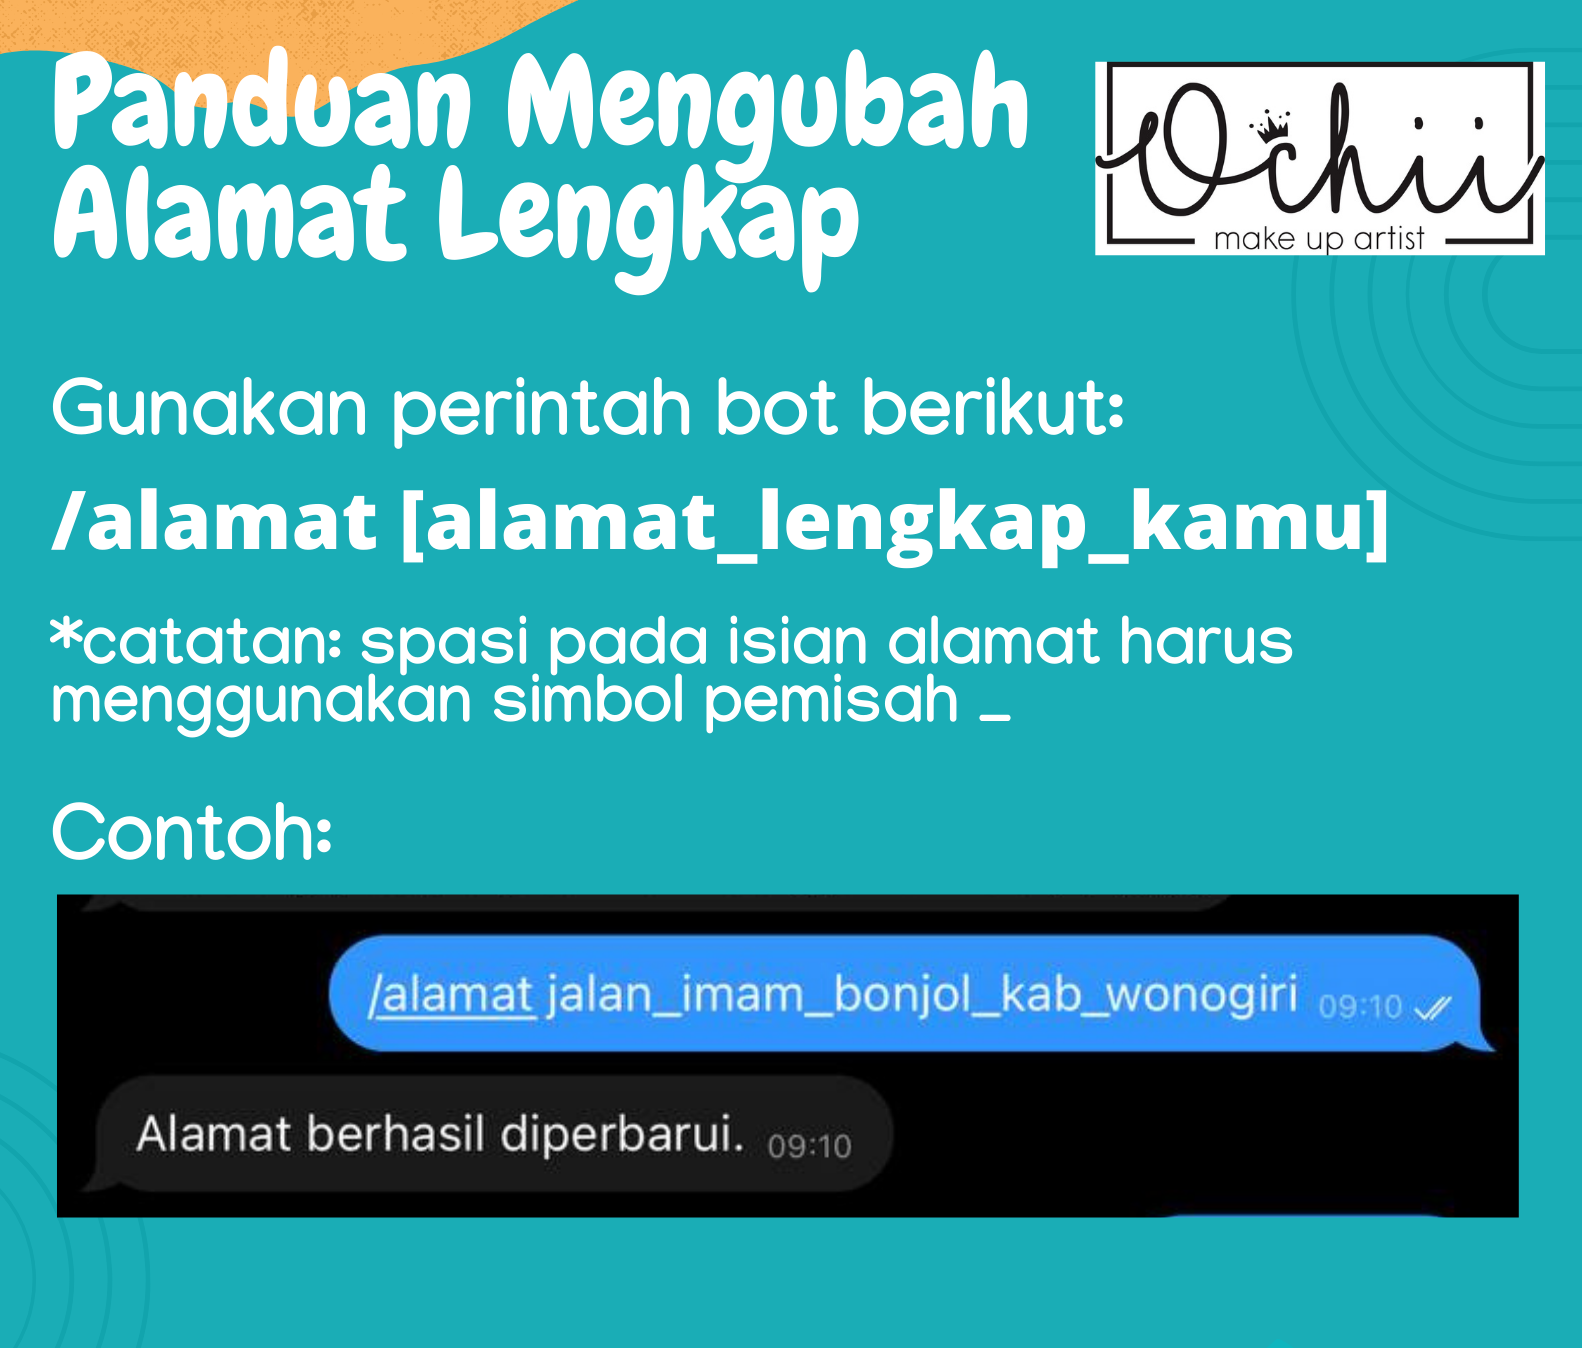 Panduan Mengubah
Alamat Lengkap
Ochii
make up artist
Gunakan perintah bot berikut:
/alamat [alamat_lengkap_kamu]
*catatan: spasi pada isian alamat harus
menggunakan simbol pemisah _
Contoh:
/alamat jalan_imam_bonjol_kab_wonogiri 09:10
Alamat berhasil diperbarui. 09:10